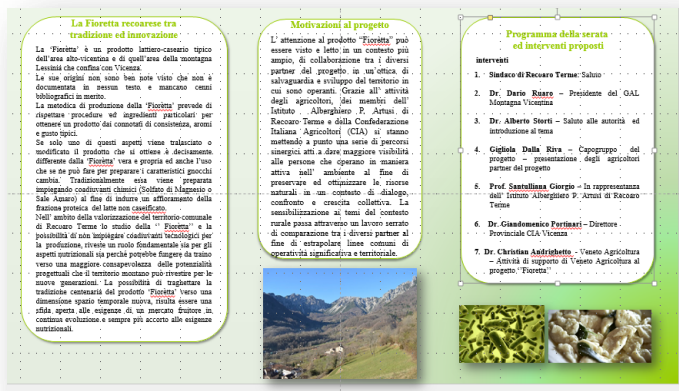 La Fioretta recoarese tra
tradizione ed innovazione
La 'Fiorètta' è un prodotto lattiero-caseario tipico
dell'area alto-vicentina e di quell'area della montagna
Lessinia che confina con Vicenza.
Le sue origini non sono ben note visto che non è
documentata in nessun testo e mancano cenni
bibliografici in merito.
La metodica di produzione della 'Fiorètta' prevede di
rispettare procedure ed ingredienti particolari per
ottenere un prodotto dai connotati di consistenza, aromi
e gusto tipici.
Se solo uno di questi aspetti viene tralasciato o
modificato il prodotto che si ottiene è decisamente
differente dalla 'Fiorètta' vera e propria ed anche l'uso
che se ne può fare per preparare i caratteristici gnocchi
cambia. Tradizionalmente essa viene preparata
impiegando coadiuvanti chimici (Solfato di Magnesio o
Sale Amaro) al fine di indurre un affioramento della
frazione proteica del latte non caseificato.
Nell' ambito della valorizzazione del territorio comunale
di Recoaro Terme lo studio della '' Fiorètta'' e la
possibilità di non impiegare coadiuvanti tecnologici per
la produzione, riveste un ruolo fondamentale sia per gli
aspetti nutrizionali sia perché potrebbe fungere da traino
verso una maggiore consapevolezza delle potenzialità
progettuali che il territorio montano può rivestire per le
nuove generazioni. La possibilità di traghettare la
tradizione centenaria del prodotto 'Fiorètta' verso una
dimensione spazio temporale nuova, risulta essere una
sfida aperta alle esigenze di un mercato fruitore in
continua evoluzione e sempre più accorto alle esigenze
nutrizionali.
Motivazioni al progetto
L' attenzione al prodotto "Fiorètta" può
essere visto e letto in un contesto più
ampio, di collaborazione tra i diversi
partner del progetto in un'ottica di
salvaguardia e sviluppo del territorio in
cui sono operanti. Grazie all' attività
degli agricoltori, dei membri dell'
Istituto Alberghiero P. Artusi di
Recoaro Terme e della Confederazione
Italiana Agricoltori (CIA) si stanno
mettendo a punto una serie di percorsi
sinergici atti a dare maggiore visibilità
alle persone che operano in maniera
attiva nell' ambiente al fine di
preservare ed ottimizzare le risorse
naturali in un contesto di dialogo,
confronto e crescita collettiva. La
sensibilizzazione ai temi del contesto
rurale passa attraverso un lavoro serrato
di comparazione tra i diversi partner al
fine di estrapolare linee comuni di
operatività significativa e territoriale.
Programma della serata
ed interventi proposti
interventi
1. Sindaco di Recoaro Terme: Saluto
2. Dr. Dario Ruaro – Presidente del GAL
Montagna Vicentina
3. Dr. Alberto Storti – Saluto alle autorità ed
introduzione al tema
4. Gigliola Dalla Riva – Capogruppo del
progetto – presentazione degli agricoltori
partner del progetto
5. Prof. Santulliana Giorgio – In rappresentanza
dell' Istituto Alberghiero P. Artusi di Recoaro
Terme
6. Dr. Giandomenico Portinari – Direttore
Provinciale CIA Vicenza
7. Dr. Christian Andrighetto - Veneto Agricoltura
– Attività di supporto di Veneto Agricoltura al
progetto ''Fioretta''